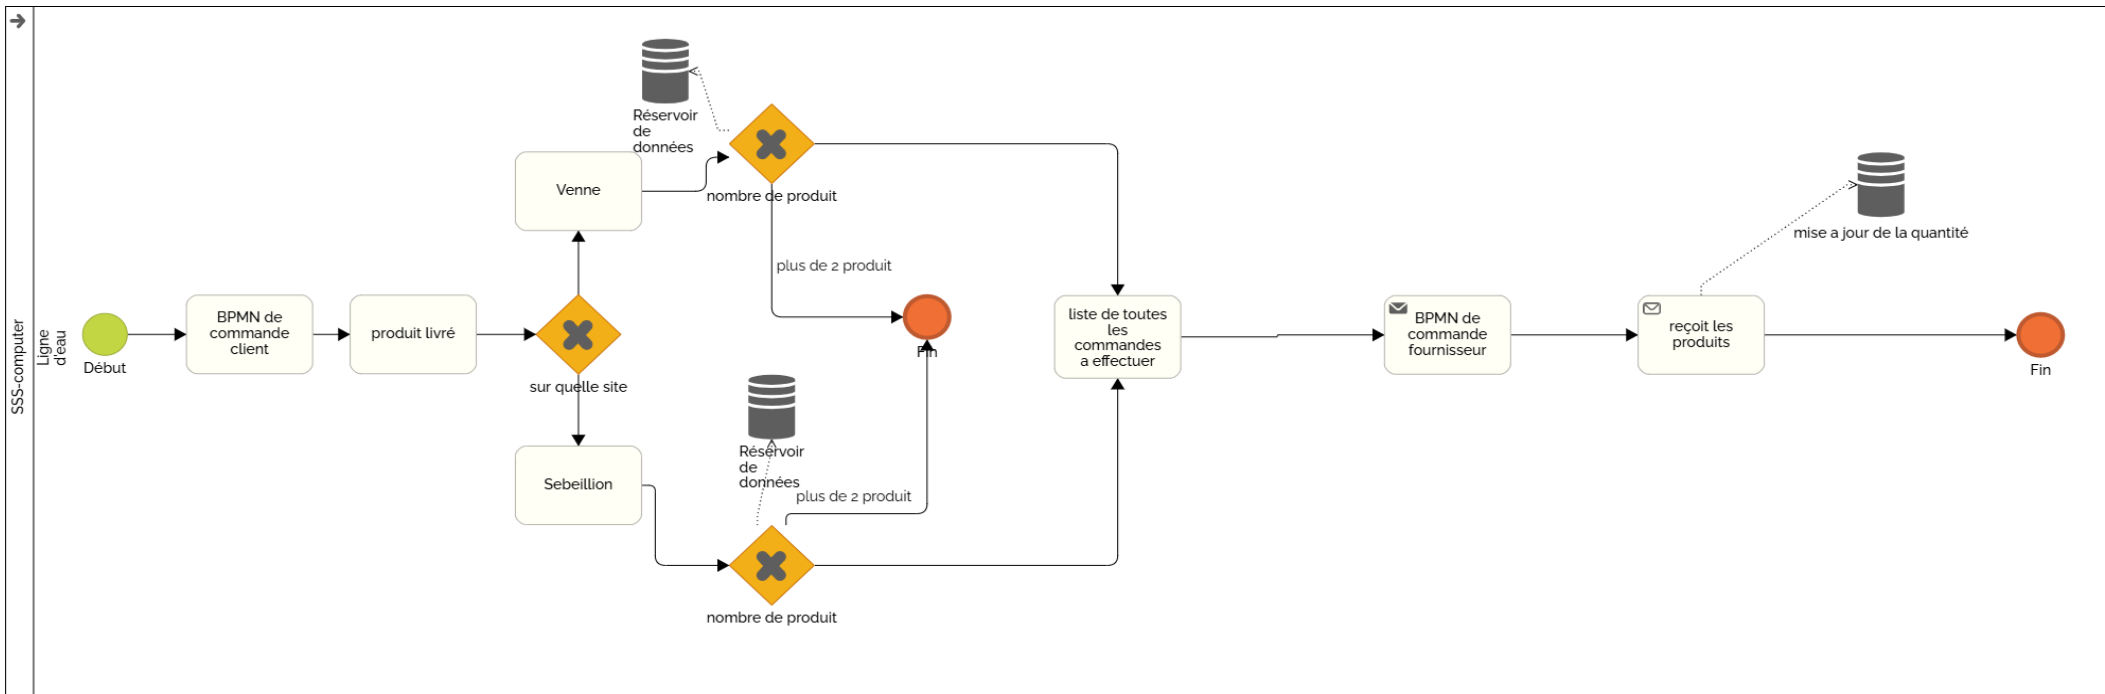 SSS-computer
Ligne
d'eau
Début
BPMN de
commande
client
produit livré
sur quelle site
Venne
Sebeillion
Réservoir
de
données
nombre de produit
plus de 2 produit
Fin
Réservoir
de
données
plus de 2 produit
nombre de produit
liste de toutes
les
commandes
a effectuer
BPMN de
commande
fournisseur
reçoit les
produits
mise a jour de la quantité
Fin